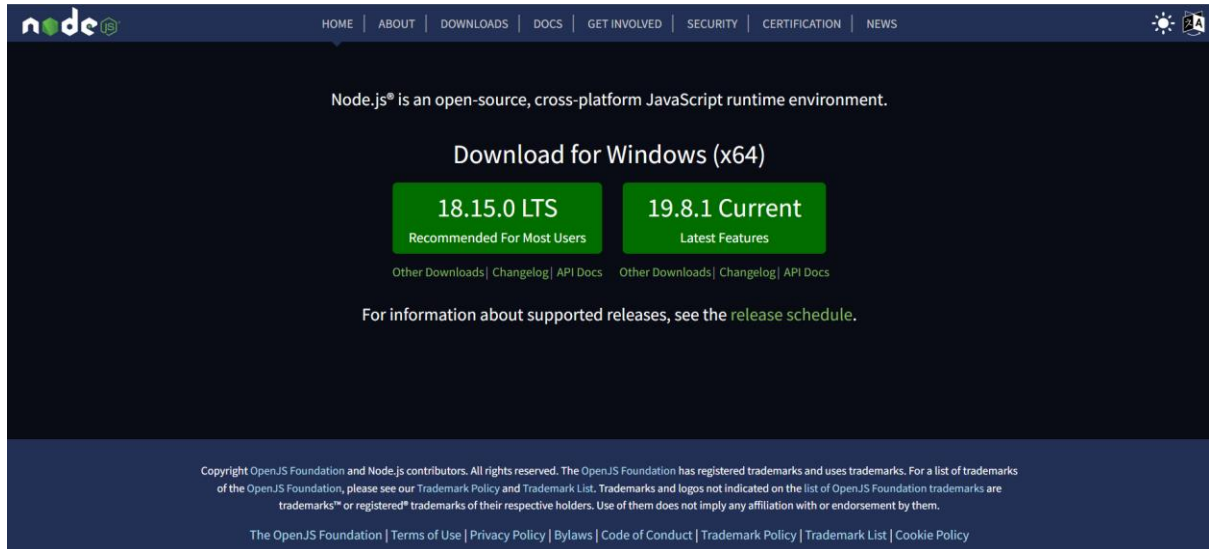 node JS
HOME | ABOUT | DOWNLOADS | DOCS | GET INVOLVED | SECURITY | CERTIFICATION | NEWS
Node.js® is an open-source, cross-platform JavaScript runtime environment.
Download for Windows (x64)
18.15.0 LTS
Recommended For Most Users
19.8.1 Current
Latest Features
Other Downloads| Changelog| API Docs
Other Downloads| Changelog| API Docs
For information about supported releases, see the release schedule.
Copyright OpenJS Foundation and Node.js contributors. All rights reserved. The OpenJS Foundation has registered trademarks and uses trademarks. For a list of trademarks
of the OpenJS Foundation, please see our Trademark Policy and Trademark List. Trademarks and logos not indicated on the list of OpenJS Foundation trademarks are
trademarks™ or registered® trademarks of their respective holders. Use of them does not imply any affiliation with or endorsement by them.
The OpenJS Foundation | Terms of Use | Privacy Policy | Bylaws | Code of Conduct | Trademark Policy | Trademark List | Cookie Policy